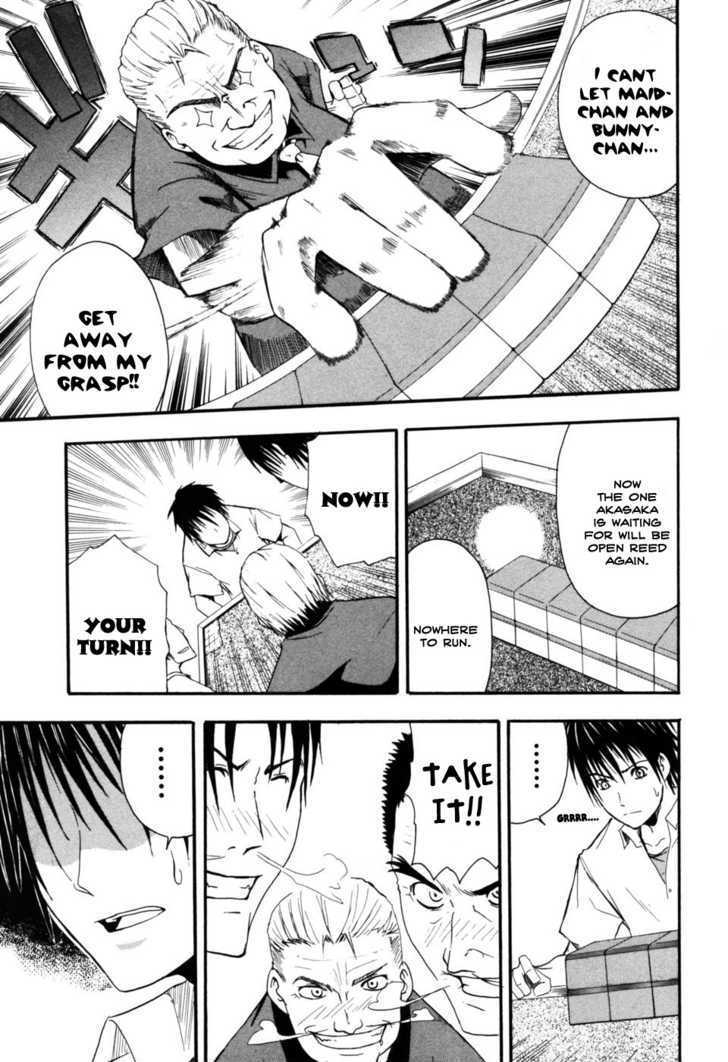 I CANT
LET MAID-
CHAN AND
BUNNY-
CHAN...
GET
AWAY
FROM MY
GRASP!!
NOW
THE ONE
AKASAKA
IS WAITING
FOR WILL BE
OPEN REED
AGAIN.
NOWHERE
TO RUN.
NOW!!
YOUR
TURN!!
GRRRR....
TAKE
IT!!